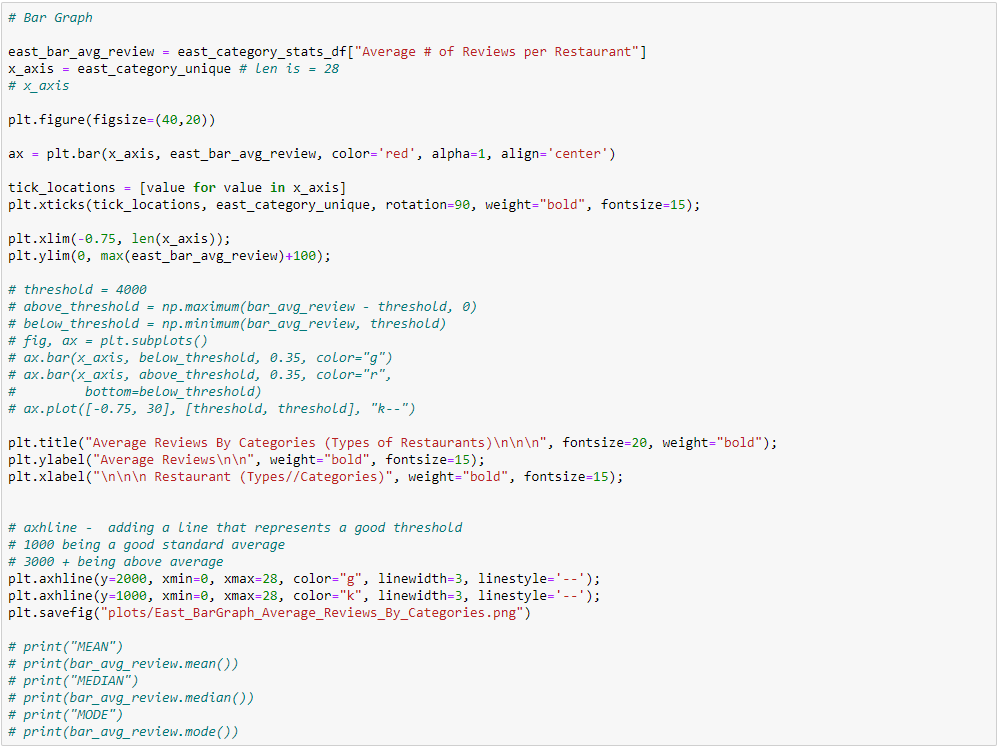 # Bar Graph
east_bar_avg_review = east_category_stats_df["Average # of Reviews per Restaurant"]
x_axis = east_category_unique # len is = 28
# x_axis
plt.figure(figsize=(40,20))
ax = plt.bar(x_axis, east_bar_avg_review, color='red', alpha=1, align='center')
tick_locations = [value for value in x_axis]
plt.xticks(tick_locations, east_category_unique, rotation=90, weight="bold", fontsize=15);
plt.xlim(-0.75, len(x_axis));
plt.ylim(0, max(east_bar_avg_review)+100);
# threshold = 4000
# above_threshold = np.maximum(bar_avg_review - threshold, 0)
# below_threshold = np.minimum(bar_avg_review, threshold)
# fig, ax = plt.subplots()
# ax.bar(x_axis, below_threshold, 0.35, color="g")
# ax.bar(x_axis, above_threshold, 0.35, color="r",
#         bottom=below_threshold)
# ax.plot([-0.75, 30], [threshold, threshold], "k--")
plt.title("Average Reviews By Categories (Types of Restaurants)\n\n\n", fontsize=20, weight="bold");
plt.ylabel("Average Reviews\n\n", weight="bold", fontsize=15);
plt.xlabel("\n\n\n Restaurant (Types//Categories)", weight="bold", fontsize=15);
# axhline -  adding a line that represents a good threshold
# 1000 being a good standard average
# 3000 + being above average
plt.axhline(y=2000, xmin=0, xmax=28, color="g", linewidth=3, linestyle='--');
plt.axhline(y=1000, xmin=0, xmax=28, color="k", linewidth=3, linestyle='--');
plt.savefig("plots/East_BarGraph_Average_Reviews_By_Categories.png")
# print("MEAN")
# print(bar_avg_review.mean())
# print("MEDIAN")
# print(bar_avg_review.median())
# print("MODE")
# print(bar_avg_review.mode())